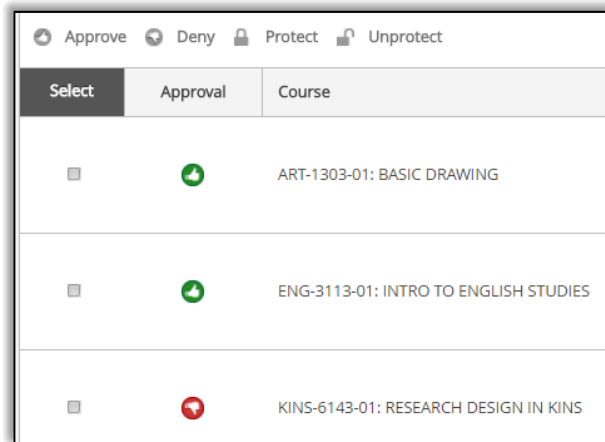 Approve Deny Protect Unprotect
Select Approval Course
ART-1303-01: BASIC DRAWING
ENG-3113-01: INTRO TO ENGLISH STUDIES
KINS-6143-01: RESEARCH DESIGN IN KINS